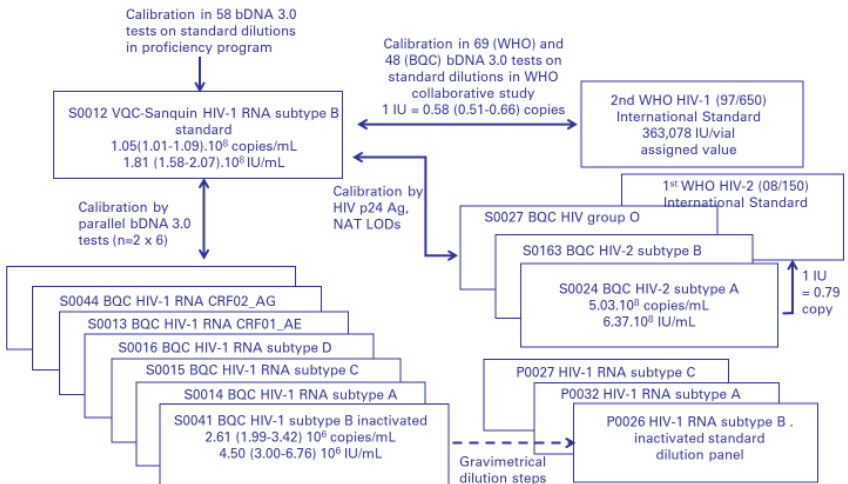 Calibration in 58 bDNA 3.0
tests on standard dilutions
in proficiency program
Calibration in 69 (WHO) and
48 (BQC) bDNA 3.0 tests on
standard dilutions in WHO
collaborative study
1 IU = 0.58 (0.51-0.66) copies
S0012 VQC-Sanquin HIV-1 RNA subtype B
standard
1.05(1.01-1.09).10⁸ copies/mL
1.81 (1.58-2.07).10⁸ IU/mL
2nd WHO HIV-1 (97/650)
International Standard
363,078 IU/vial
assigned value
Calibration by
parallel bDNA 3.0
tests (n=2 x 6)
Calibration by
HIV p24 Ag,
NAT LODs
1st WHO HIV-2 (08/150)
International Standard
S0027 BQC HIV group O
S0163 BQC HIV-2 subtype B
S0024 BQC HIV-2 subtype A
5.03.10⁸ copies/mL
6.37.10⁸ IU/mL
1 IU
= 0.79
copy
S0044 BQC HIV-1 RNA CRF02_AG
S0013 BQC HIV-1 RNA CRF01_AE
S0016 BQC HIV-1 RNA subtype D
S0015 BQC HIV-1 RNA subtype C
S0014 BQC HIV-1 RNA subtype A
S0041 BQC HIV-1 subtype B inactivated
2.61 (1.99-3.42) 10⁶ copies/mL
4.50 (3.00-6.76) 10⁶ IU/mL
Gravimetrical
dilution steps
P0027 HIV-1 RNA subtype C
P0032 HIV-1 RNA subtype A
P0026 HIV-1 RNA subtype B .
inactivated standard
dilution panel